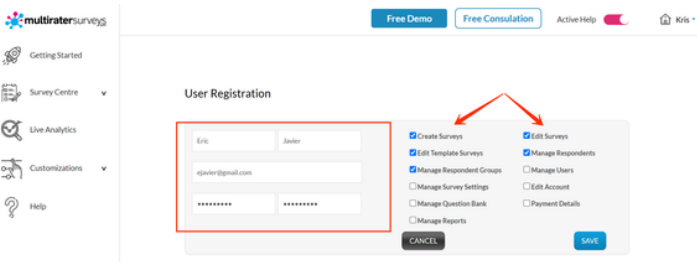 multiratersurveys
Free Demo
Free Consulation
Active Help
Kris
Getting Started
Survey Centre
Live Analytics
Customizations
Help
User Registration
Eric
Javier
ejavier@gmail.com
•••••••••
•••••••••
Create Surveys
Edit Surveys
Edit Template Surveys
Manage Respondents
Manage Respondent Groups
Manage Users
Manage Survey Settings
Edit Account
Manage Question Bank
Payment Details
Manage Reports
CANCEL
SAVE